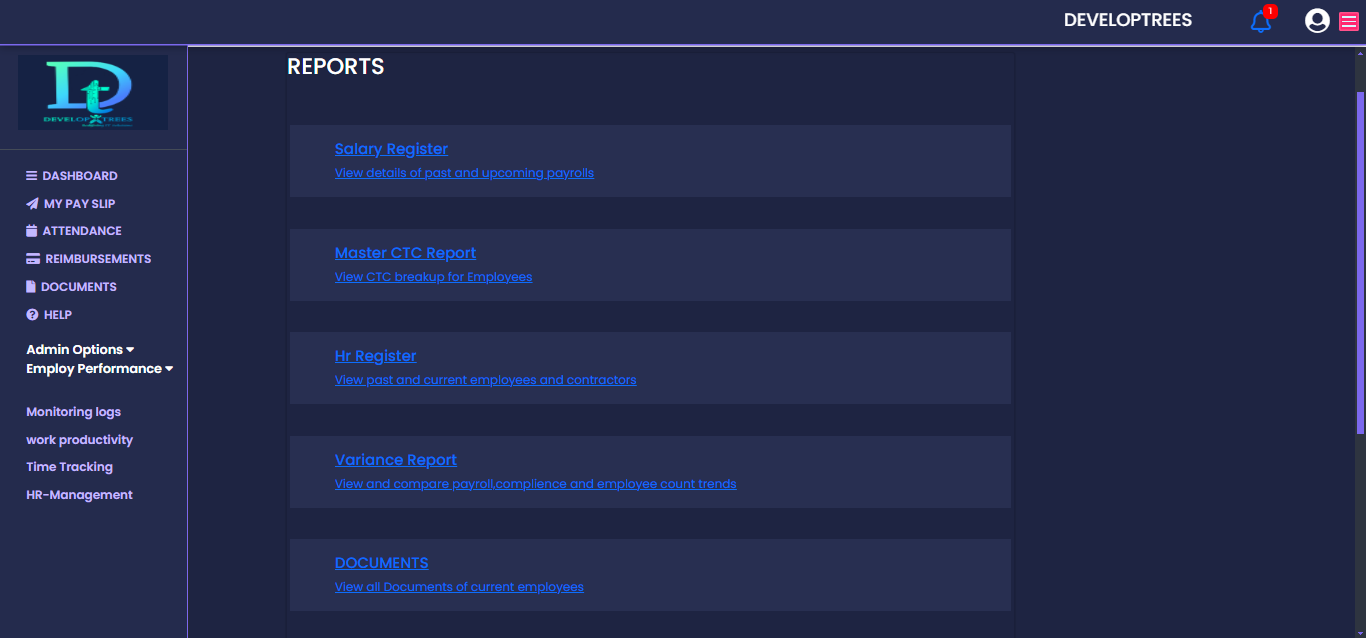 DEVELOPTREES
1
DEVELOP TREES
DASHBOARD
MY PAY SLIP
ATTENDANCE
REIMBURSEMENTS
DOCUMENTS
HELP
Admin Options
Employ Performance
Monitoring logs
work productivity
Time Tracking
HR-Management
REPORTS
Salary Register
View details of past and upcoming payrolls
Master CTC Report
View CTC breakup for Employees
Hr Register
View past and current employees and contractors
Variance Report
View and compare payroll,complience and employee count trends
DOCUMENTS
View all Documents of current employees